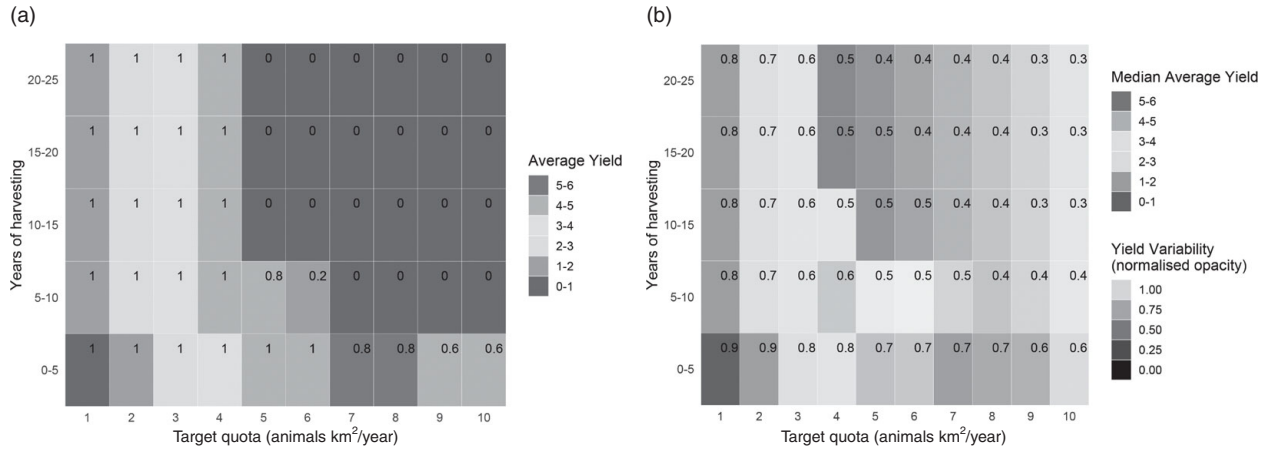 (a)
Years of harvesting
20-25 1 1 1 1 0 0 0 0 0 0
15-20 1 1 1 1 0 0 0 0 0 0
10-15 1 1 1 1 0 0 0 0 0 0
5-10 1 1 1 1 0.8 0.2 0 0 0 0
0-5 1 1 1 1 1 1 0.8 0.8 0.6 0.6
1 2 3 4 5 6 7 8 9 10
Target quota (animals km²/year)
Average Yield
5-6
4-5
3-4
2-3
1-2
0-1
(b)
Years of harvesting
20-25 0.8 0.7 0.6 0.5 0.4 0.4 0.4 0.4 0.3 0.3
15-20 0.8 0.7 0.6 0.5 0.5 0.4 0.4 0.4 0.3 0.3
10-15 0.8 0.7 0.6 0.5 0.5 0.5 0.4 0.4 0.3 0.3
5-10 0.8 0.7 0.6 0.6 0.5 0.5 0.5 0.4 0.4 0.4
0-5 0.9 0.9 0.8 0.8 0.7 0.7 0.7 0.7 0.6 0.6
1 2 3 4 5 6 7 8 9 10
Target quota (animals km²/year)
Median Average Yield
5-6
4-5
3-4
2-3
1-2
0-1
Yield Variability
(normalised opacity)
1.00
0.75
0.50
0.25
0.00